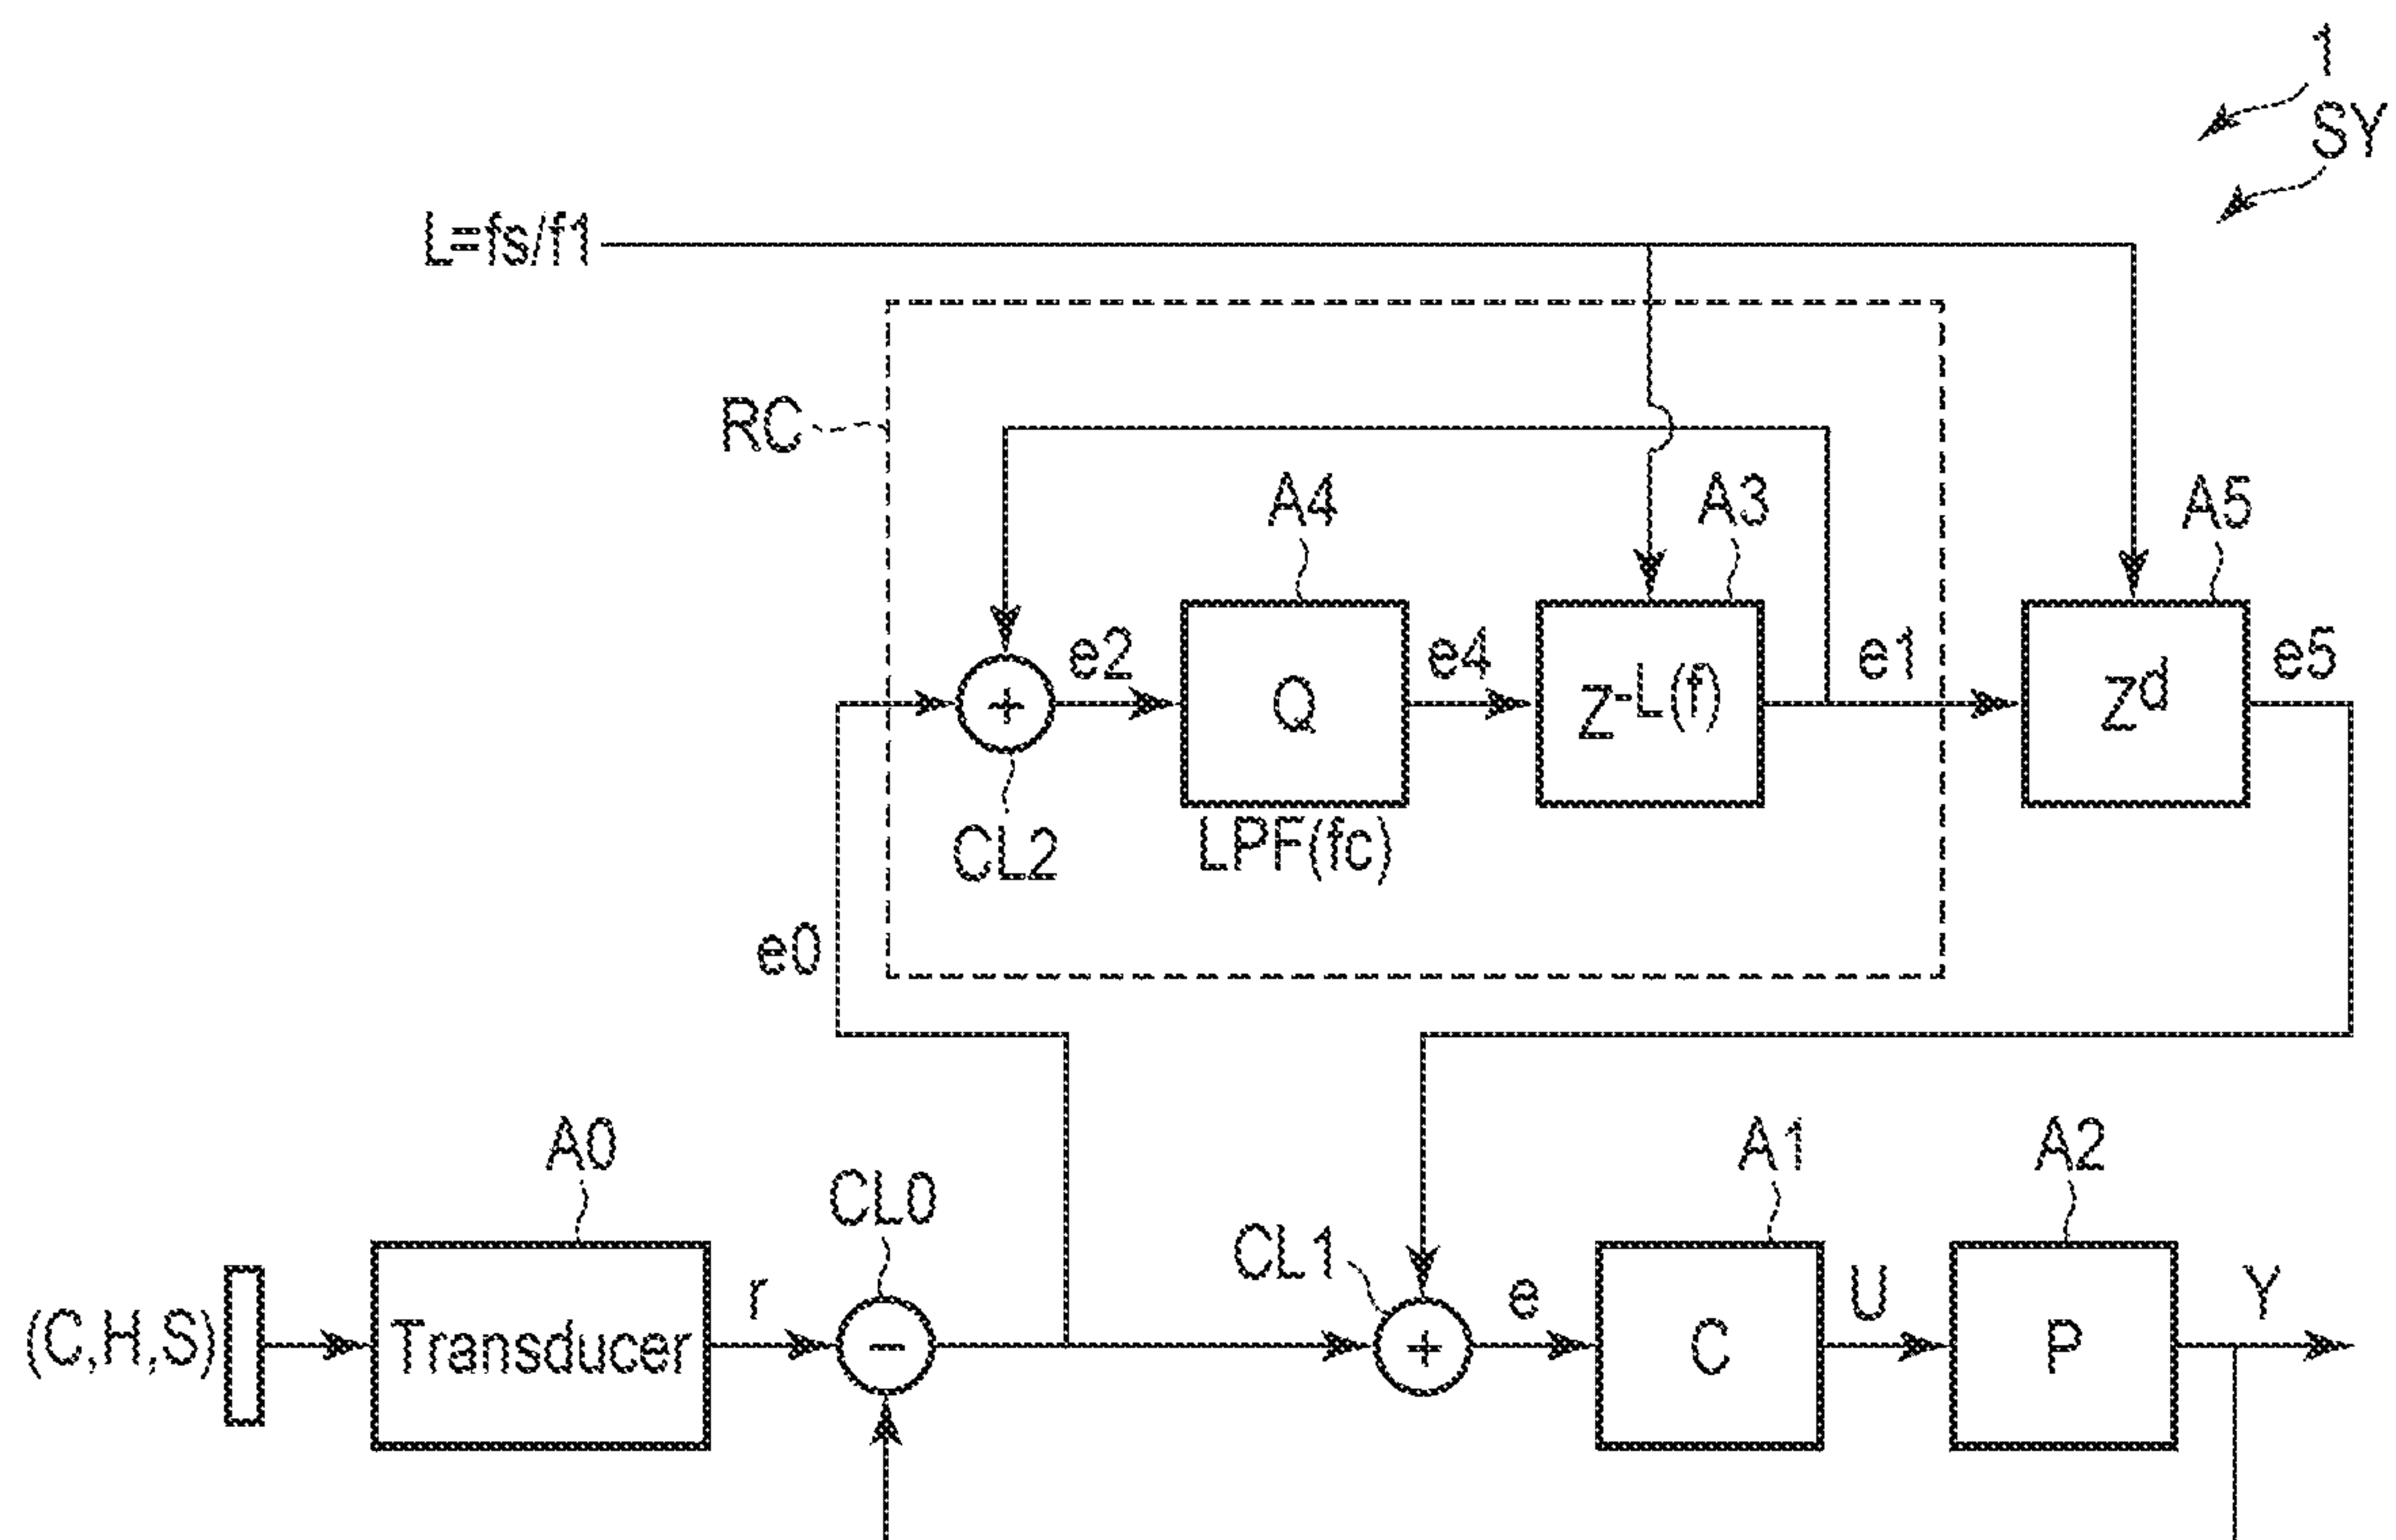 1
SY
L=fs/f1
RC
A4
A3
A5
e2
Q
e4
Z-L(f)
e1
Zd
e5
+
CL2
LPF(fc)
e0
A0
CL0
CL1
A1
A2
(C,H,S)
Transducer
r
−
+
e
C
U
P
Y